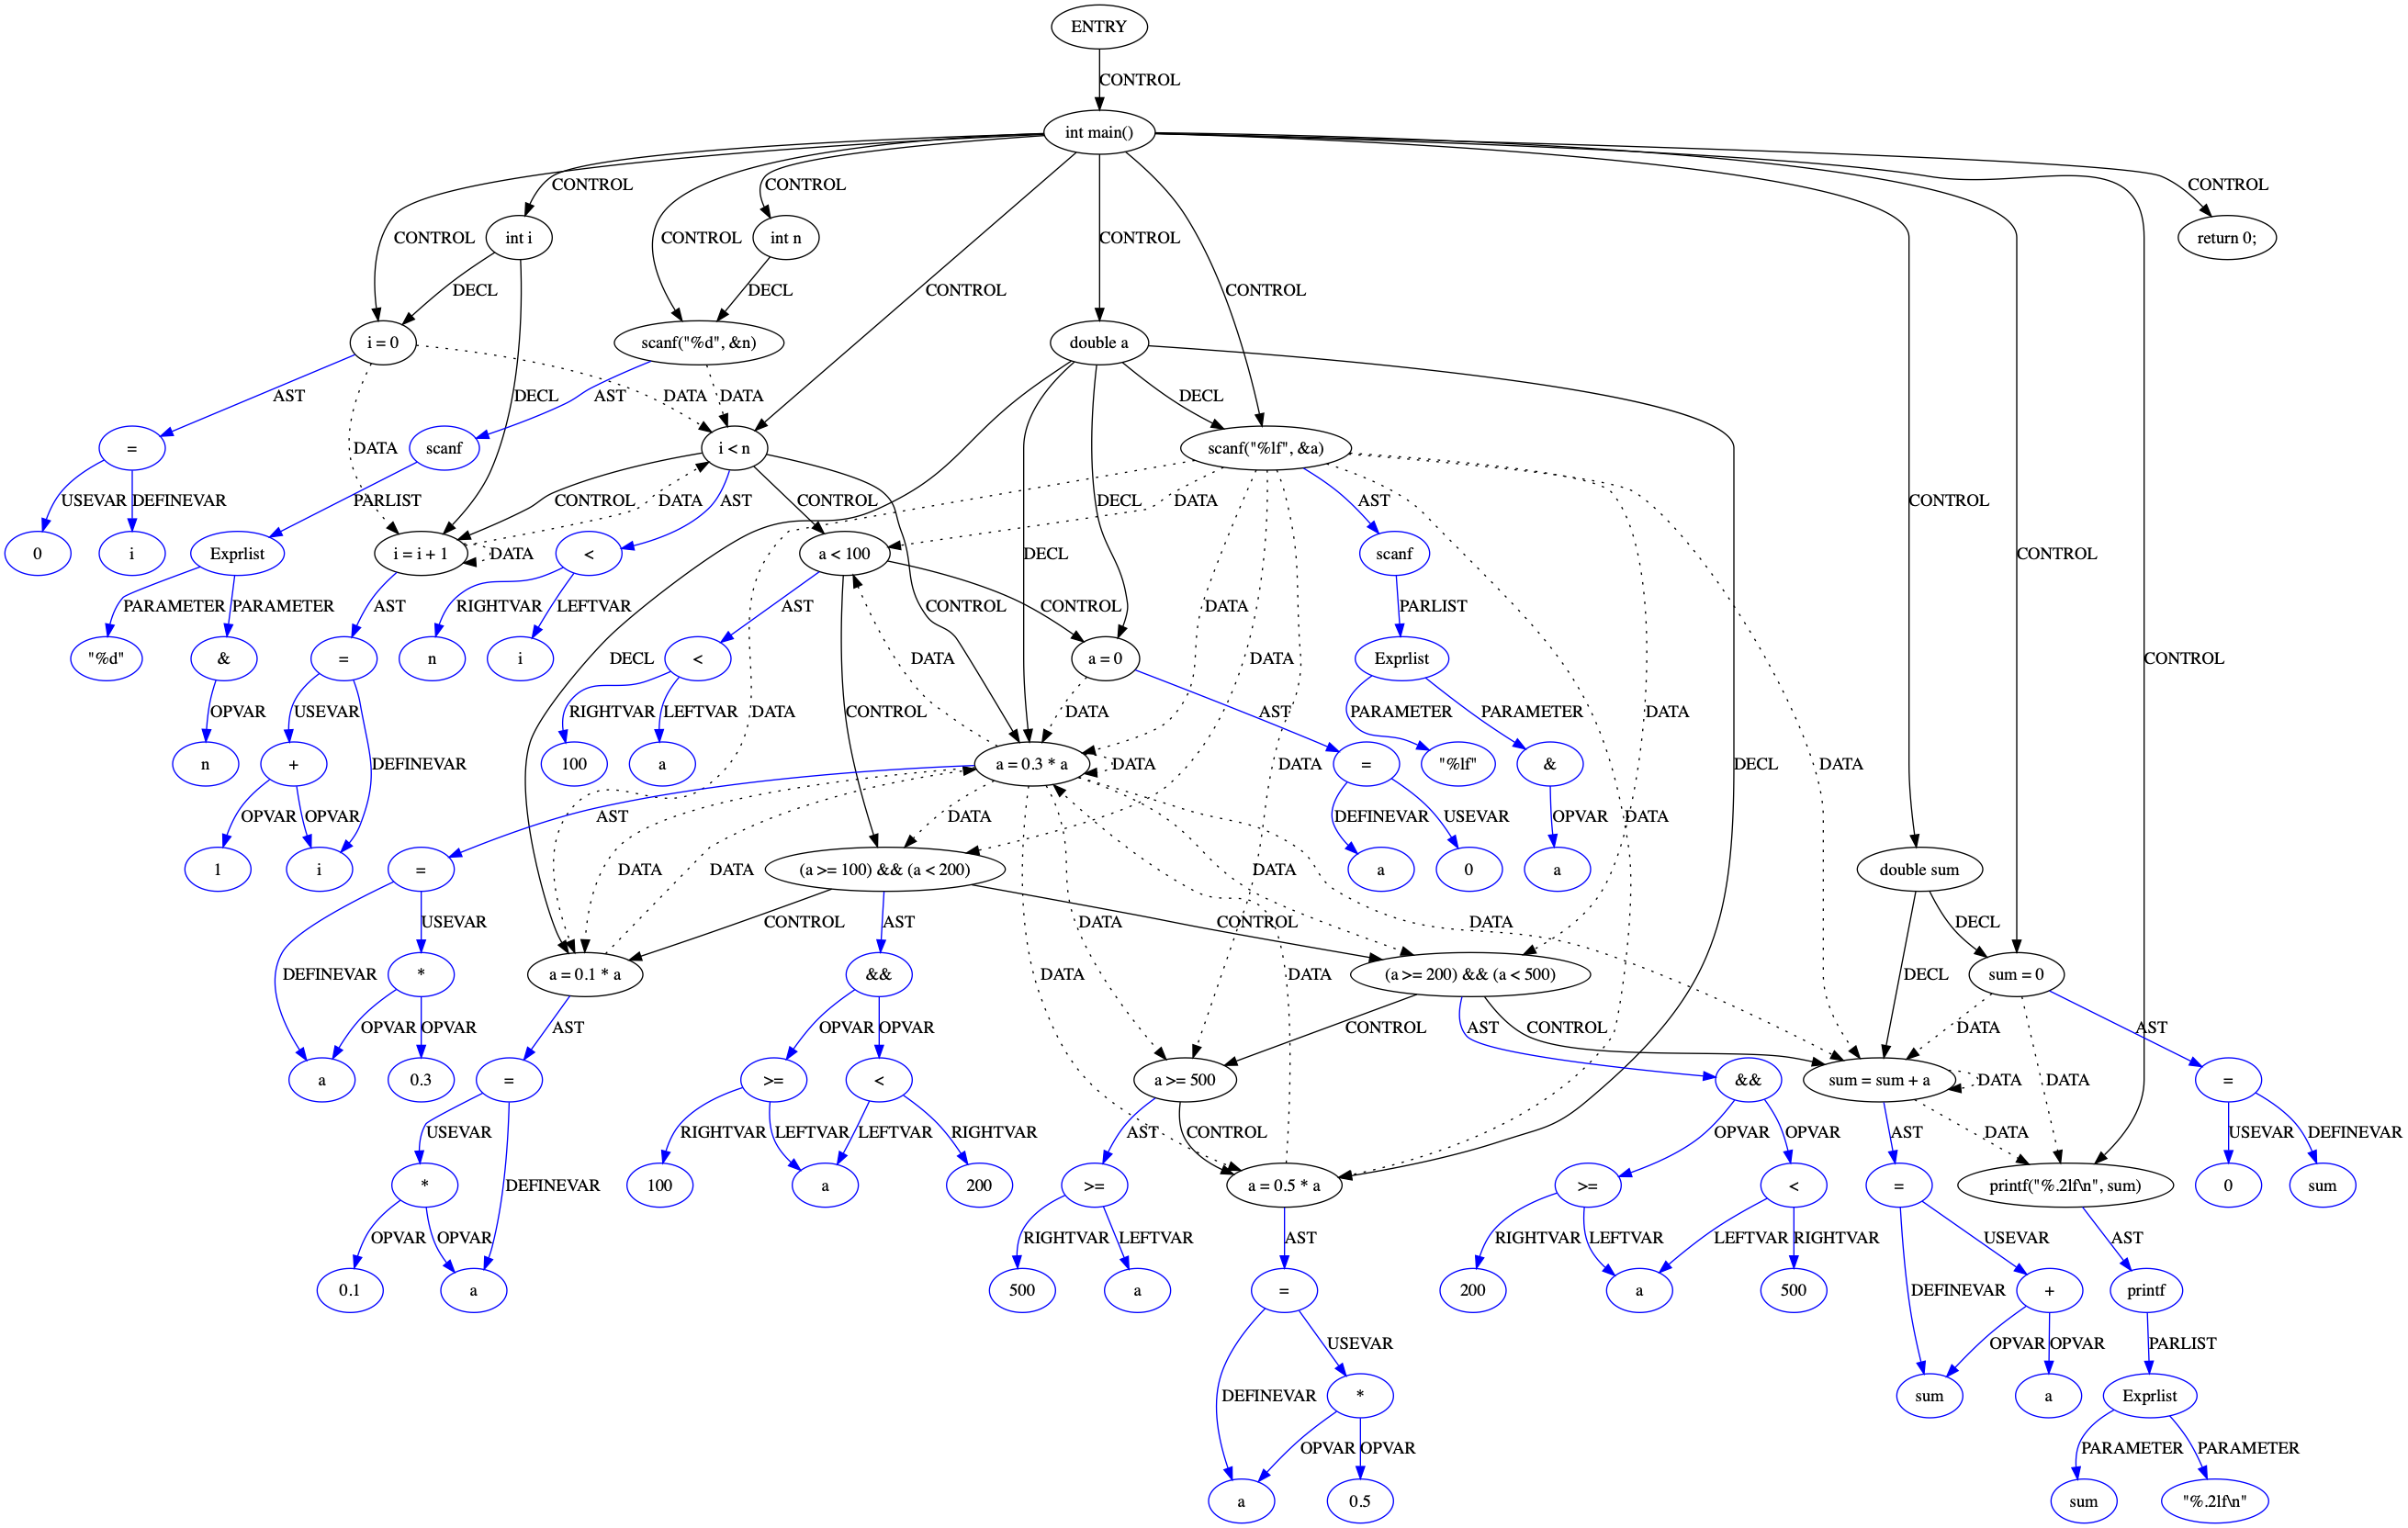 ENTRY
CONTROL
int main()
CONTROL
CONTROL
CONTROL
CONTROL
int i
CONTROL
int n
CONTROL
return 0;
DECL
DECL
CONTROL
CONTROL
i = 0
scanf("%d", &n)
double a
AST
DECL
AST
DATA
DATA
DECL
=
scanf
i < n
scanf("%lf", &a)
DATA
USEVAR
DEFINEVAR
PARLIST
CONTROL
DATA
AST
CONTROL
DECL
DATA
AST
CONTROL
0
i
Exprlist
i = i + 1
DATA
<
a < 100
DECL
scanf
CONTROL
PARAMETER
PARAMETER
AST
RIGHTVAR
LEFTVAR
AST
CONTROL
CONTROL
DATA
PARLIST
"%d"
&
=
n
i
DECL
<
DATA
a = 0
DATA
Exprlist
CONTROL
OPVAR
USEVAR
RIGHTVAR
LEFTVAR
DATA
CONTROL
DATA
AST
PARAMETER
PARAMETER
DATA
n
+
DEFINEVAR
100
a
a = 0.3 * a
DATA
DATA
=
"%lf"
&
DECL
DATA
OPVAR
OPVAR
AST
DATA
DEFINEVAR
USEVAR
OPVAR
DATA
1
i
=
DATA
DATA
(a >= 100) && (a < 200)
DATA
a
0
a
double sum
USEVAR
CONTROL
AST
DATA
CONTROL
DATA
DECL
DEFINEVAR
*
a = 0.1 * a
&&
DATA
DATA
(a >= 200) && (a < 500)
DECL
sum = 0
OPVAR
OPVAR
AST
OPVAR
OPVAR
CONTROL
AST
CONTROL
DATA
AST
a
0.3
=
>=
<
a >= 500
&&
sum = sum + a
DATA
DATA
=
USEVAR
RIGHTVAR
LEFTVAR
LEFTVAR
RIGHTVAR
AST
CONTROL
OPVAR
OPVAR
AST
DATA
USEVAR
DEFINEVAR
*
DEFINEVAR
100
a
200
>=
a = 0.5 * a
>=
<
=
printf("%.2lf\n", sum)
0
sum
OPVAR
OPVAR
RIGHTVAR
LEFTVAR
AST
RIGHTVAR
LEFTVAR
LEFTVAR
RIGHTVAR
USEVAR
AST
0.1
a
500
a
=
200
a
500
DEFINEVAR
+
printf
USEVAR
OPVAR
OPVAR
PARLIST
DEFINEVAR
*
sum
a
Exprlist
OPVAR
OPVAR
PARAMETER
PARAMETER
a
0.5
sum
"%.2lf\n"